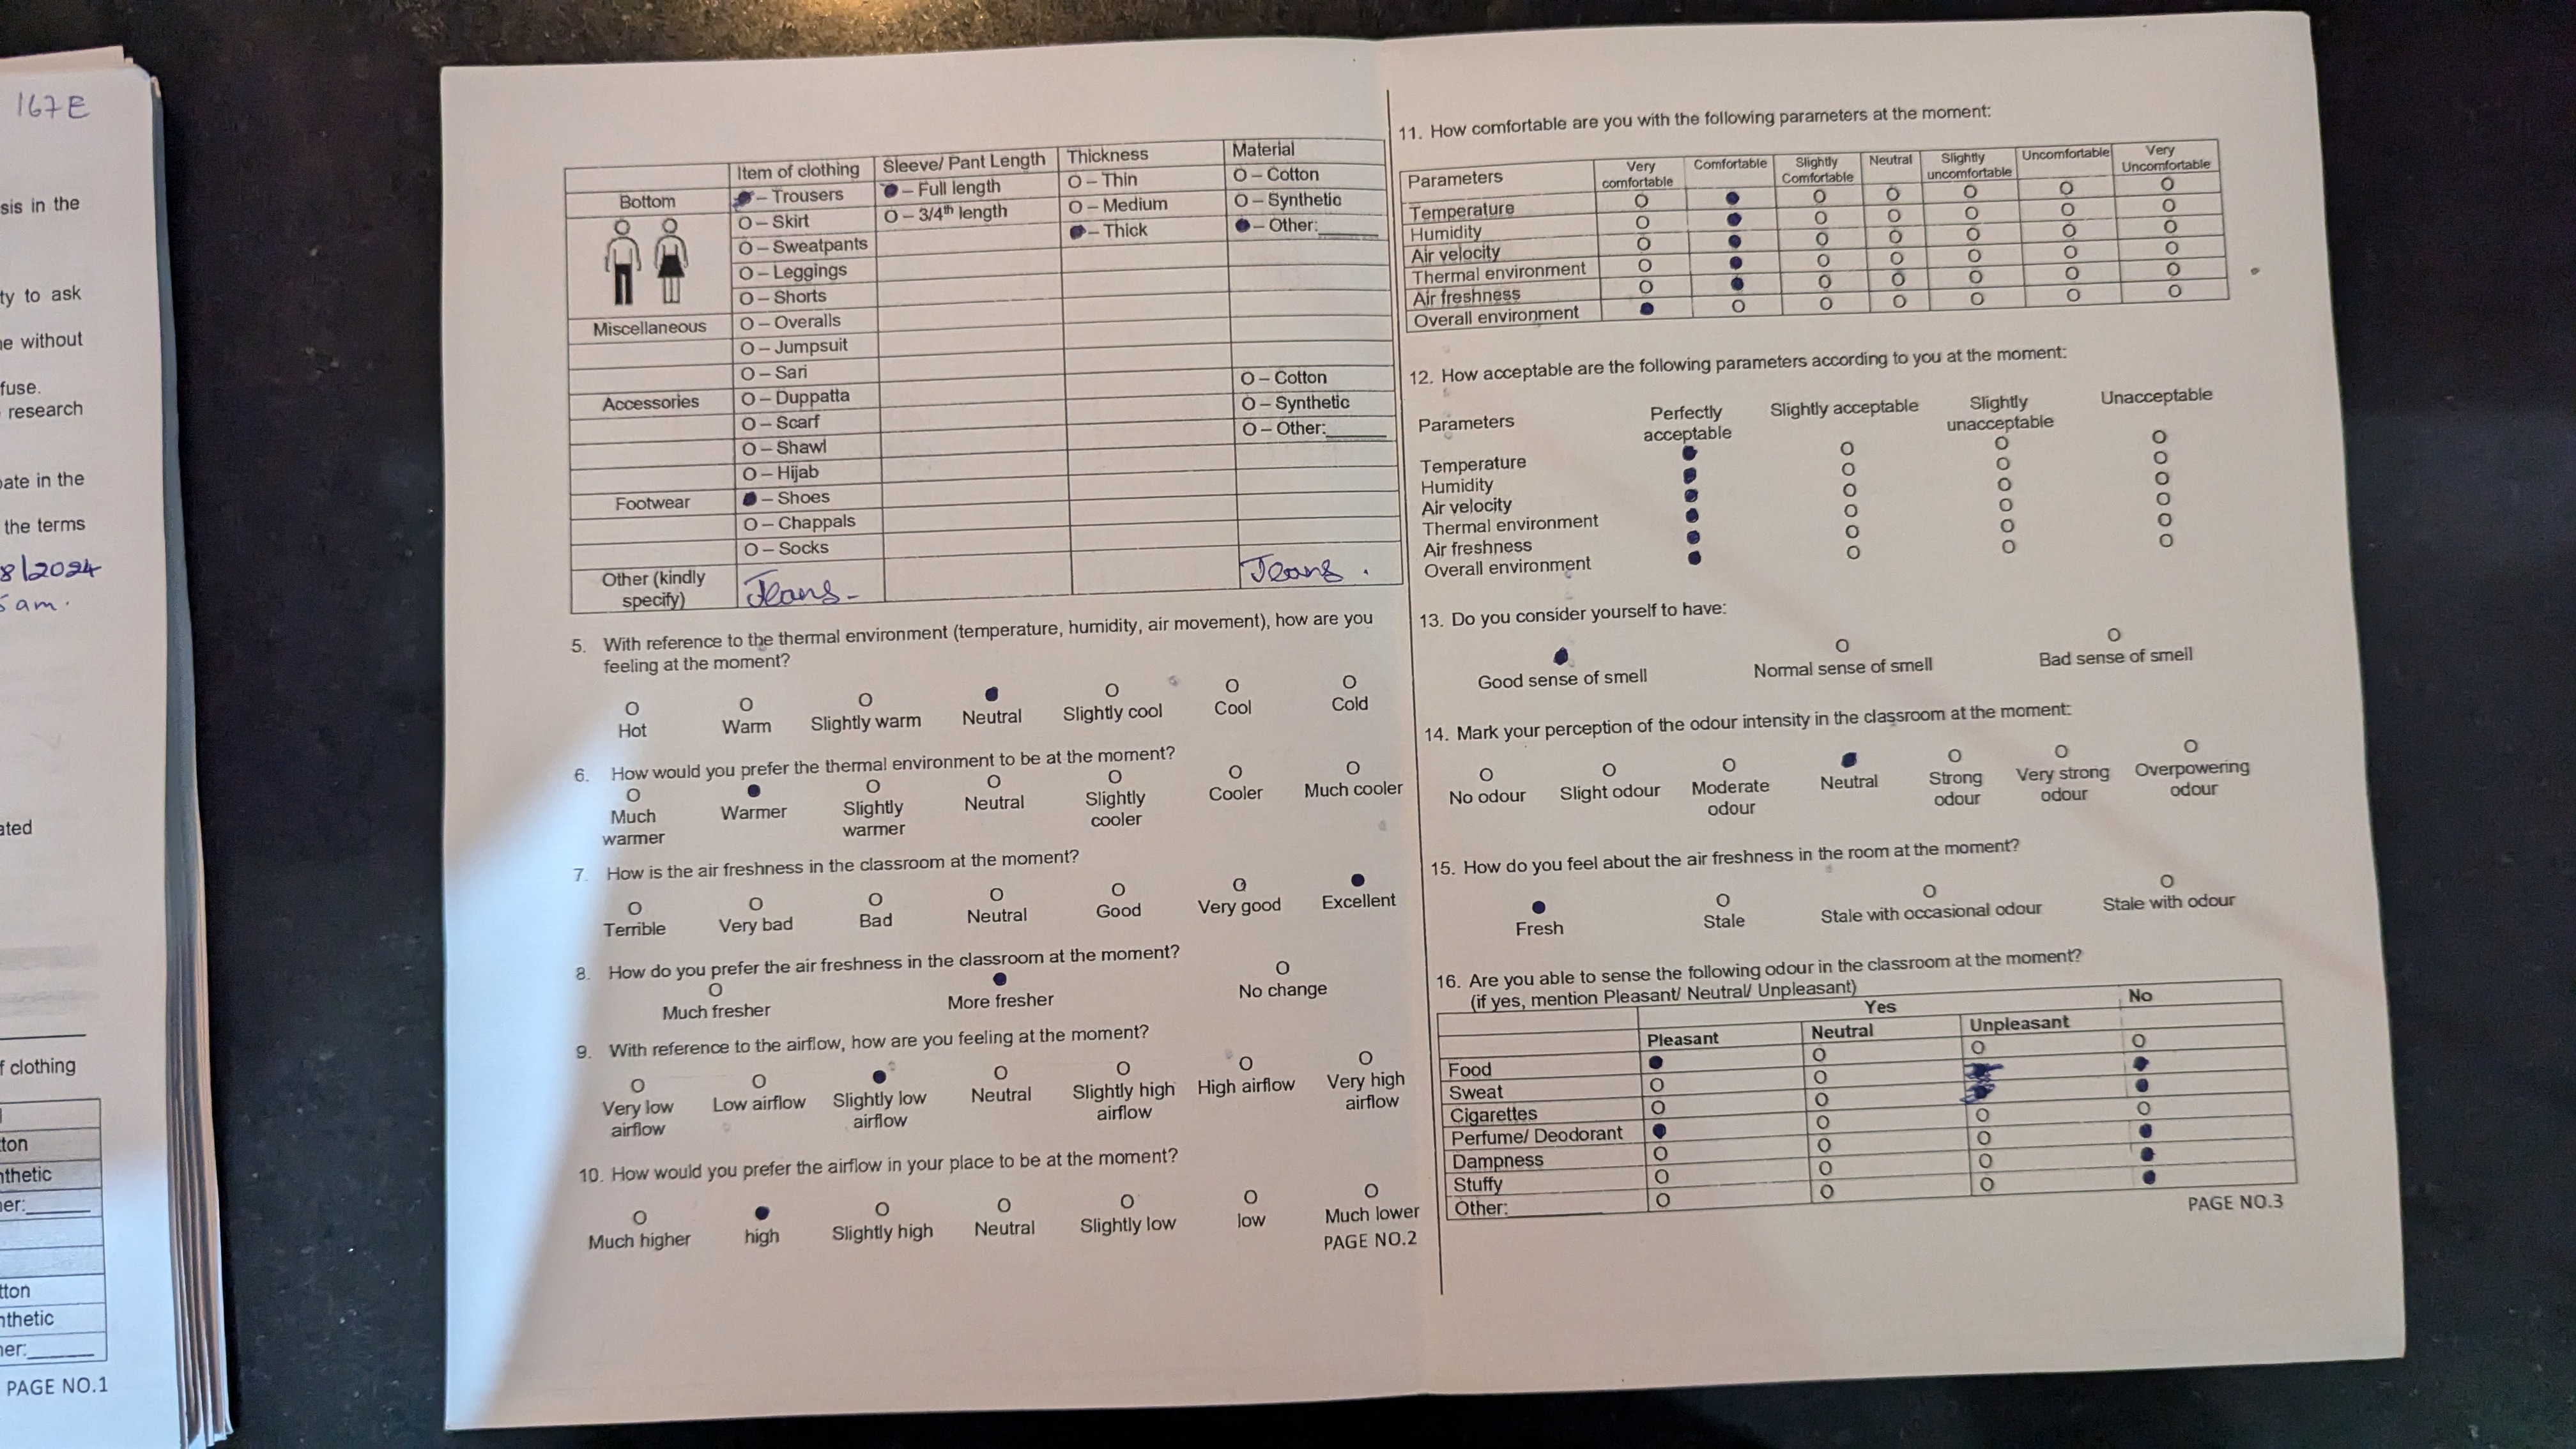 167E
sis in the
ty to ask
e without
fuse.
research
ate in the
the terms
8/2024
5 am.
ated
f clothing
ton
nthetic
er:______
tton
nthetic
er:______
PAGE NO.1
Item of clothing Sleeve/ Pant Length Thickness Material
Bottom – Trousers – Full length O – Thin O – Cotton
O – Skirt O – 3/4th length O – Medium O – Synthetic
O – Sweatpants – Thick – Other:______
O – Leggings
O – Shorts
Miscellaneous O – Overalls
O – Jumpsuit
O – Sari O – Cotton
Accessories O – Duppatta O – Synthetic
O – Scarf O – Other:______
O – Shawl
O – Hijab
Footwear – Shoes
O – Chappals
O – Socks
Other (kindly specify) Jeans – Jeans .
5. With reference to the thermal environment (temperature, humidity, air movement), how are you
feeling at the moment?
Hot Warm Slightly warm Neutral Slightly cool Cool Cold
6. How would you prefer the thermal environment to be at the moment?
Much warmer Warmer Slightly warmer Neutral Slightly cooler Cooler Much cooler
7. How is the air freshness in the classroom at the moment?
Terrible Very bad Bad Neutral Good Very good Excellent
8. How do you prefer the air freshness in the classroom at the moment?
Much fresher More fresher No change
9. With reference to the airflow, how are you feeling at the moment?
Very low airflow Low airflow Slightly low airflow Neutral Slightly high airflow High airflow Very high airflow
10. How would you prefer the airflow in your place to be at the moment?
Much higher high Slightly high Neutral Slightly low low Much lower
PAGE NO.2
11. How comfortable are you with the following parameters at the moment:
Parameters Very comfortable Comfortable Slightly Comfortable Neutral Slightly uncomfortable Uncomfortable Very Uncomfortable
Temperature
Humidity
Air velocity
Thermal environment
Air freshness
Overall environment
12. How acceptable are the following parameters according to you at the moment:
Parameters Perfectly acceptable Slightly acceptable Slightly unacceptable Unacceptable
Temperature
Humidity
Air velocity
Thermal environment
Air freshness
Overall environment
13. Do you consider yourself to have:
Good sense of smell Normal sense of smell Bad sense of smell
14. Mark your perception of the odour intensity in the classroom at the moment:
No odour Slight odour Moderate odour Neutral Strong odour Very strong odour Overpowering odour
15. How do you feel about the air freshness in the room at the moment?
Fresh Stale Stale with occasional odour Stale with odour
16. Are you able to sense the following odour in the classroom at the moment?
(if yes, mention Pleasant/ Neutral/ Unpleasant)
Yes No
Pleasant Neutral Unpleasant
Food
Sweat
Cigarettes
Perfume/ Deodorant
Dampness
Stuffy
Other:__________
PAGE NO.3